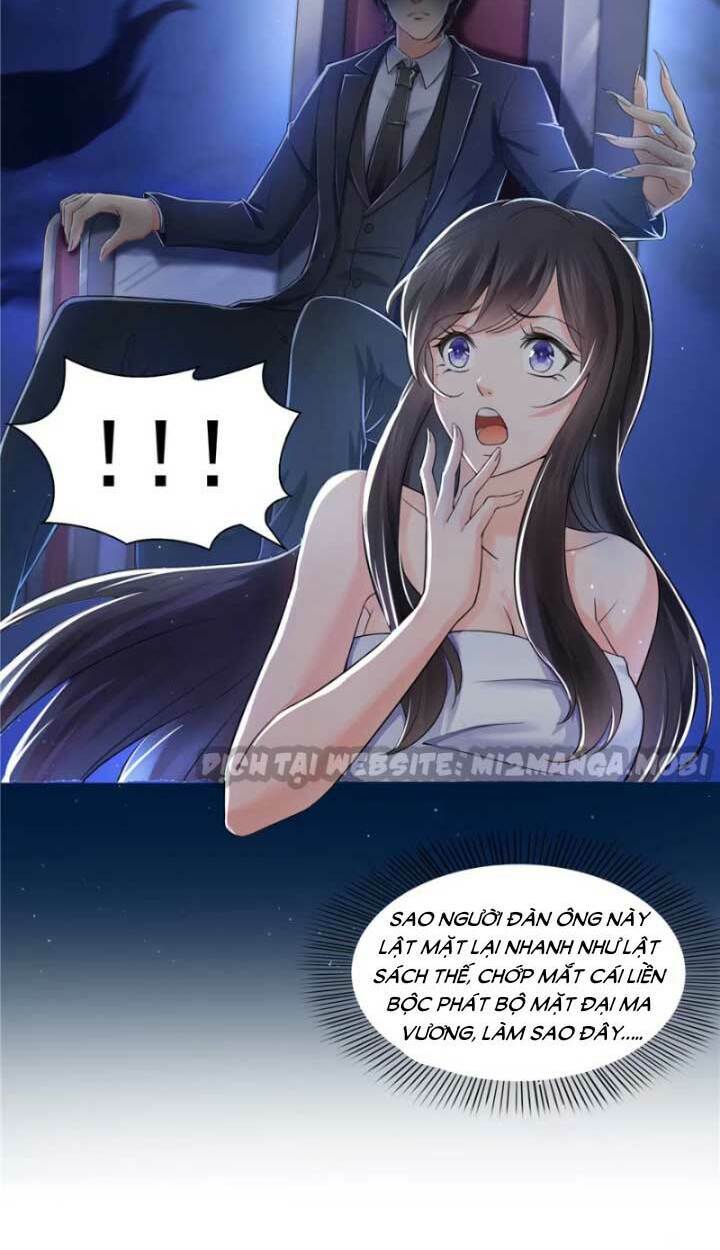 !!!
DỊCH TẠI WEBSITE: MI2MANGA.MOBI
SAO NGƯỜI ĐÀN ÔNG NÀY
LẬT MẶT LẠI NHANH NHƯ LẬT
SÁCH THẾ, CHỚP MẮT CÁI LIỀN
BỘC PHÁT BỘ MẶT ĐẠI MA
VƯƠNG, LÀM SAO ĐÂY.....